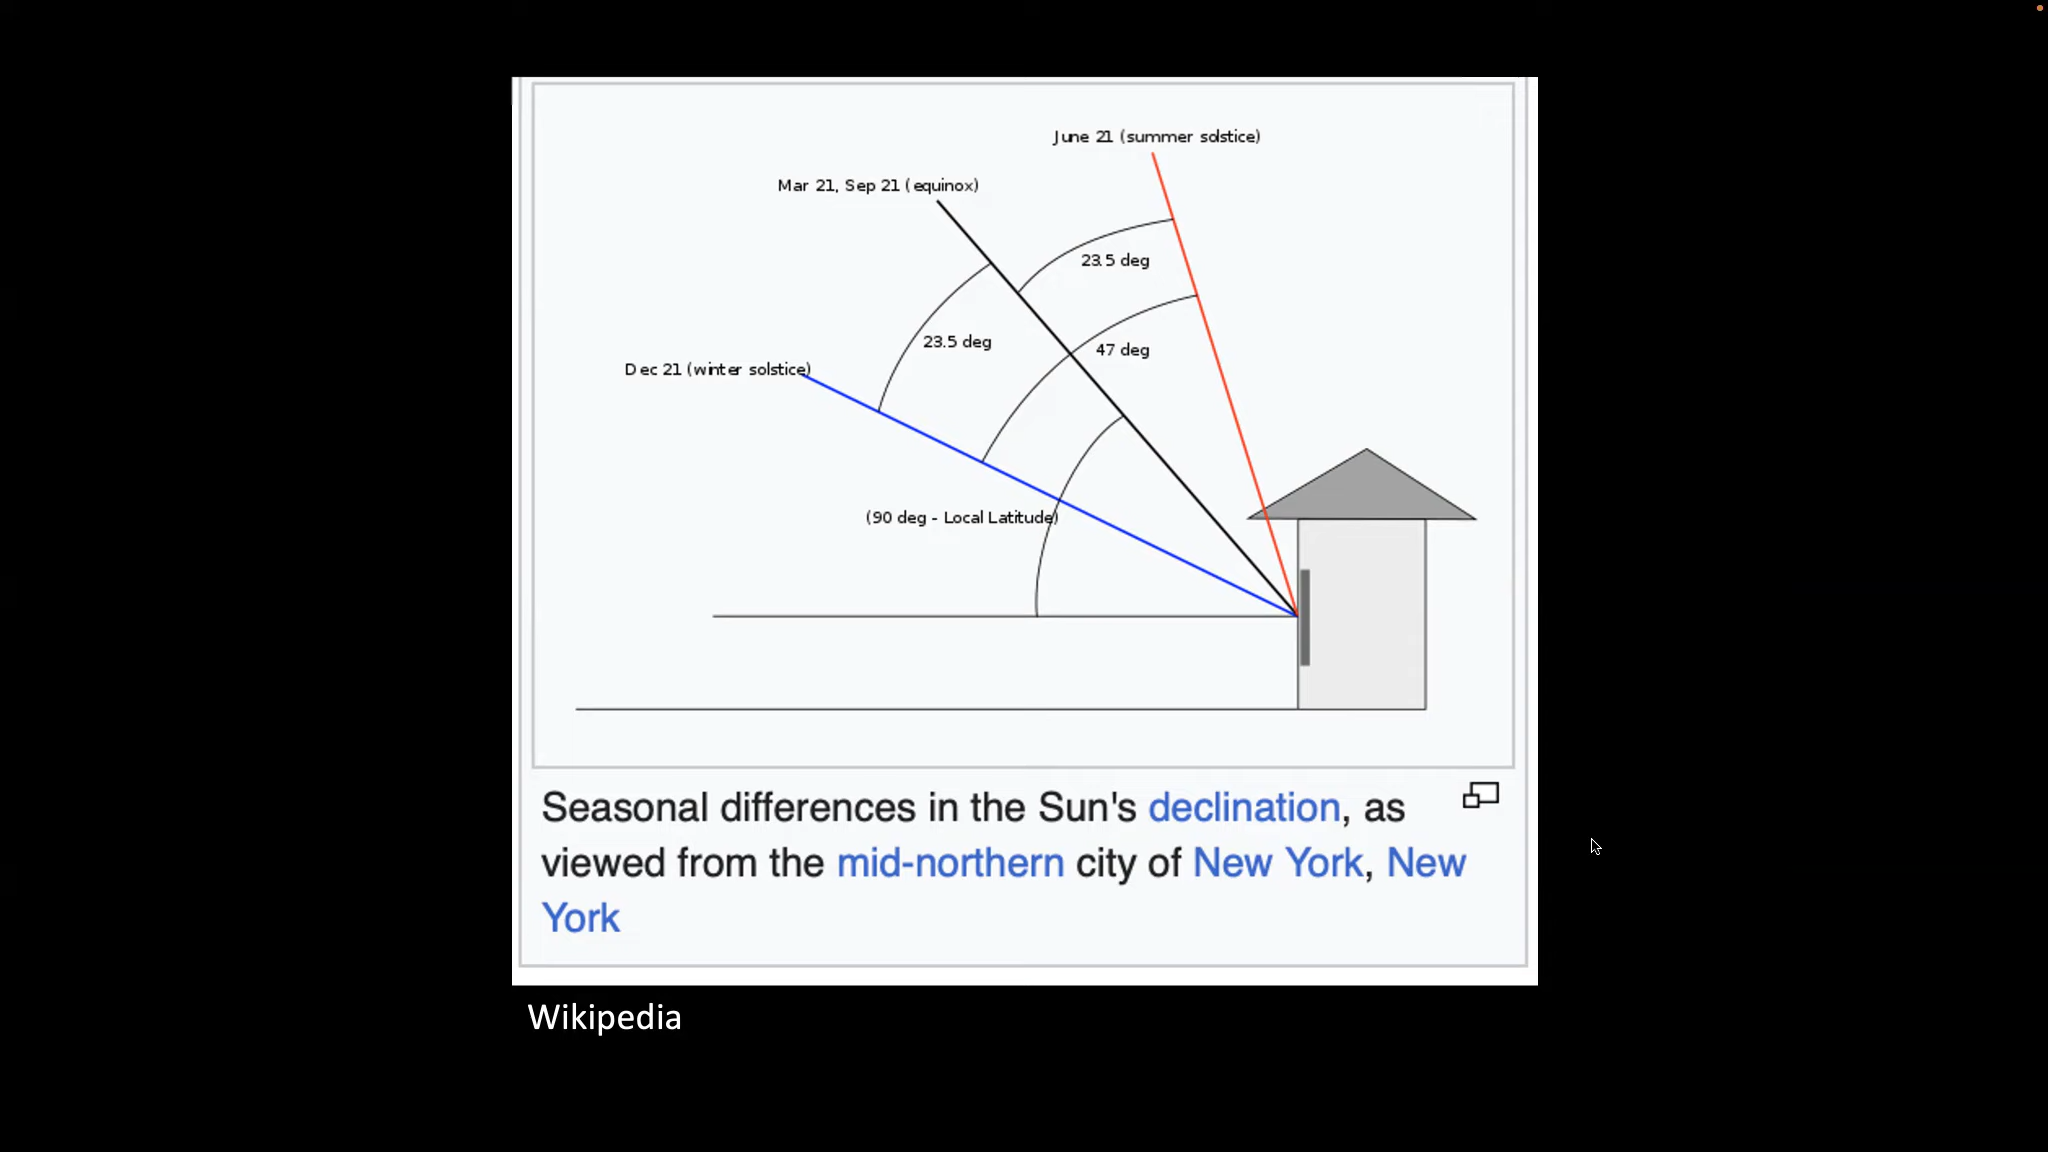 June 21 (summer solstice)
Mar 21, Sep 21 (equinox)
23.5 deg
23.5 deg
47 deg
Dec 21 (winter solstice)
(90 deg - Local Latitude)
Seasonal differences in the Sun's declination, as
viewed from the mid-northern city of New York, New
York
Wikipedia